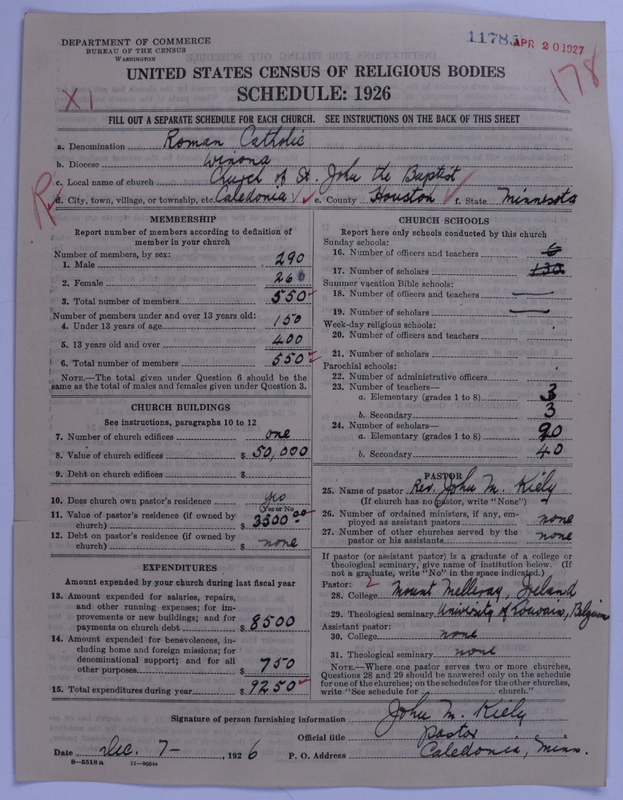 DEPARTMENT OF COMMERCE
BUREAU OF THE CENSUS
WASHINGTON
11785 APR 20 1927
178
UNITED STATES CENSUS OF RELIGIOUS BODIES
SCHEDULE: 1926
X 1
FILL OUT A SEPARATE SCHEDULE FOR EACH CHURCH. SEE INSTRUCTIONS ON THE BACK OF THIS SHEET
a. Denomination Roman Catholic
b. Diocese Winona
c. Local name of church Church of St. John the Baptist
d. City, town, village, or township, etc. Caledonia e. County Houston f. State Minnesota
MEMBERSHIP
Report number of members according to definition of
member in your church
Number of members, by sex:
1. Male 290
2. Female 260
3. Total number of members 550
Number of members under and over 13 years old:
4. Under 13 years of age 150
5. 13 years old and over 400
6. Total number of members 550
NOTE.—The total given under Question 6 should be the
same as the total of males and females given under Question 3.
CHURCH BUILDINGS
See instructions, paragraphs 10 to 12
7. Number of church edifices one
8. Value of church edifices $ 50,000
9. Debt on church edifices $
10. Does church own pastor's residence yes
(Yes or No)
11. Value of pastor's residence (if owned by
church) $ 3500.00
12. Debt on pastor's residence (if owned by
church) $ none
EXPENDITURES
Amount expended by your church during last fiscal year
13. Amount expended for salaries, repairs,
and other running expenses; for im-
provements or new buildings; and for
payments on church debt $ 8500
14. Amount expended for benevolences, in-
cluding home and foreign missions; for
denominational support; and for all
other purposes $ 750
15. Total expenditures during year $ 9250
CHURCH SCHOOLS
Report here only schools conducted by this church
Sunday schools:
16. Number of officers and teachers 6
17. Number of scholars 130
Summer vacation Bible schools:
18. Number of officers and teachers —
19. Number of scholars —
Week-day religious schools:
20. Number of officers and teachers
21. Number of scholars
Parochial schools:
22. Number of administrative officers
23. Number of teachers—
a. Elementary (grades 1 to 8) 3
b. Secondary 3
24. Number of scholars—
a. Elementary (grades 1 to 8) 90
b. Secondary 40
PASTOR
25. Name of pastor Rev. John M. Kiely
(If church has no pastor, write "None")
26. Number of ordained ministers, if any, em-
ployed as assistant pastors none
27. Number of other churches served by the
pastor or his assistants none
If pastor (or assistant pastor) is a graduate of a college or
theological seminary, give name of institution below. (If
not a graduate, write "No" in the space indicated.)
Pastor: 2
28. College Mount Melleray, Ireland
29. Theological seminary University of Louvain, Belgium
Assistant pastor:
30. College none
31. Theological seminary none
NOTE.—Where one pastor serves two or more churches,
Questions 28 and 29 should be answered only on the schedule
for one of the churches; on the schedules for the other churches,
write "See schedule for church."
Signature of person furnishing information John M. Kiely
Official title pastor
Date Dec. 7—, 1926 P. O. Address Caledonia, Minn.
8—5518a 11—9054a